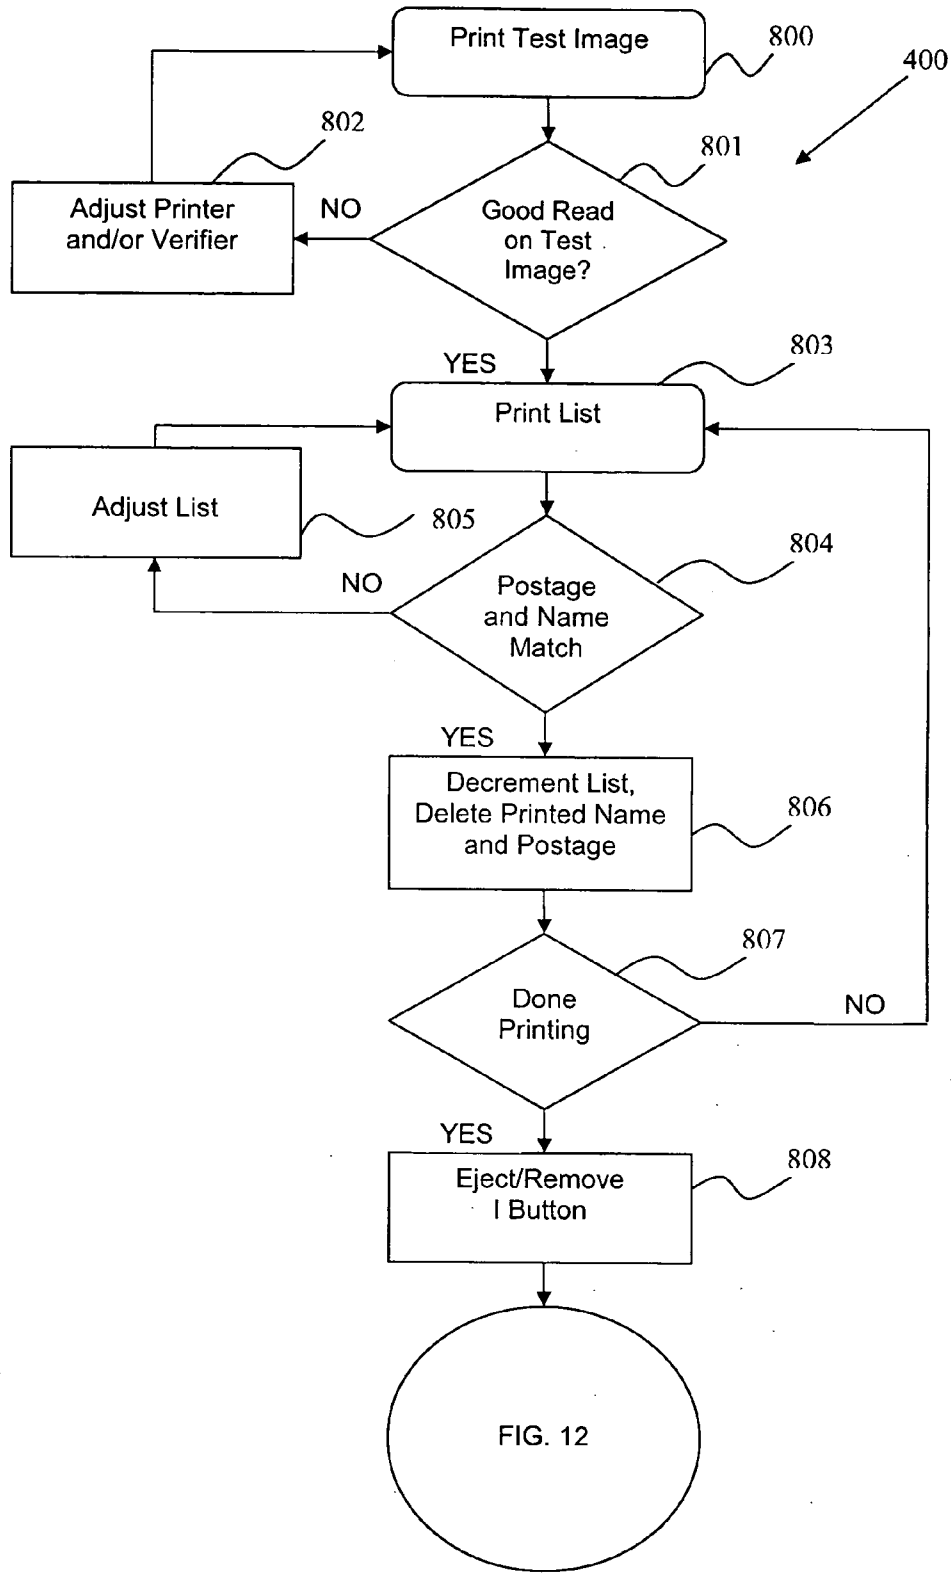 Print Test Image
800
400
802
801
Adjust Printer
and/or Verifier
NO
Good Read
on Test
Image?
YES
803
Print List
Adjust List
805
804
NO
Postage
and Name
Match
YES
Decrement List,
Delete Printed Name
and Postage
806
807
Done
Printing
NO
YES
808
Eject/Remove
I Button
FIG. 12